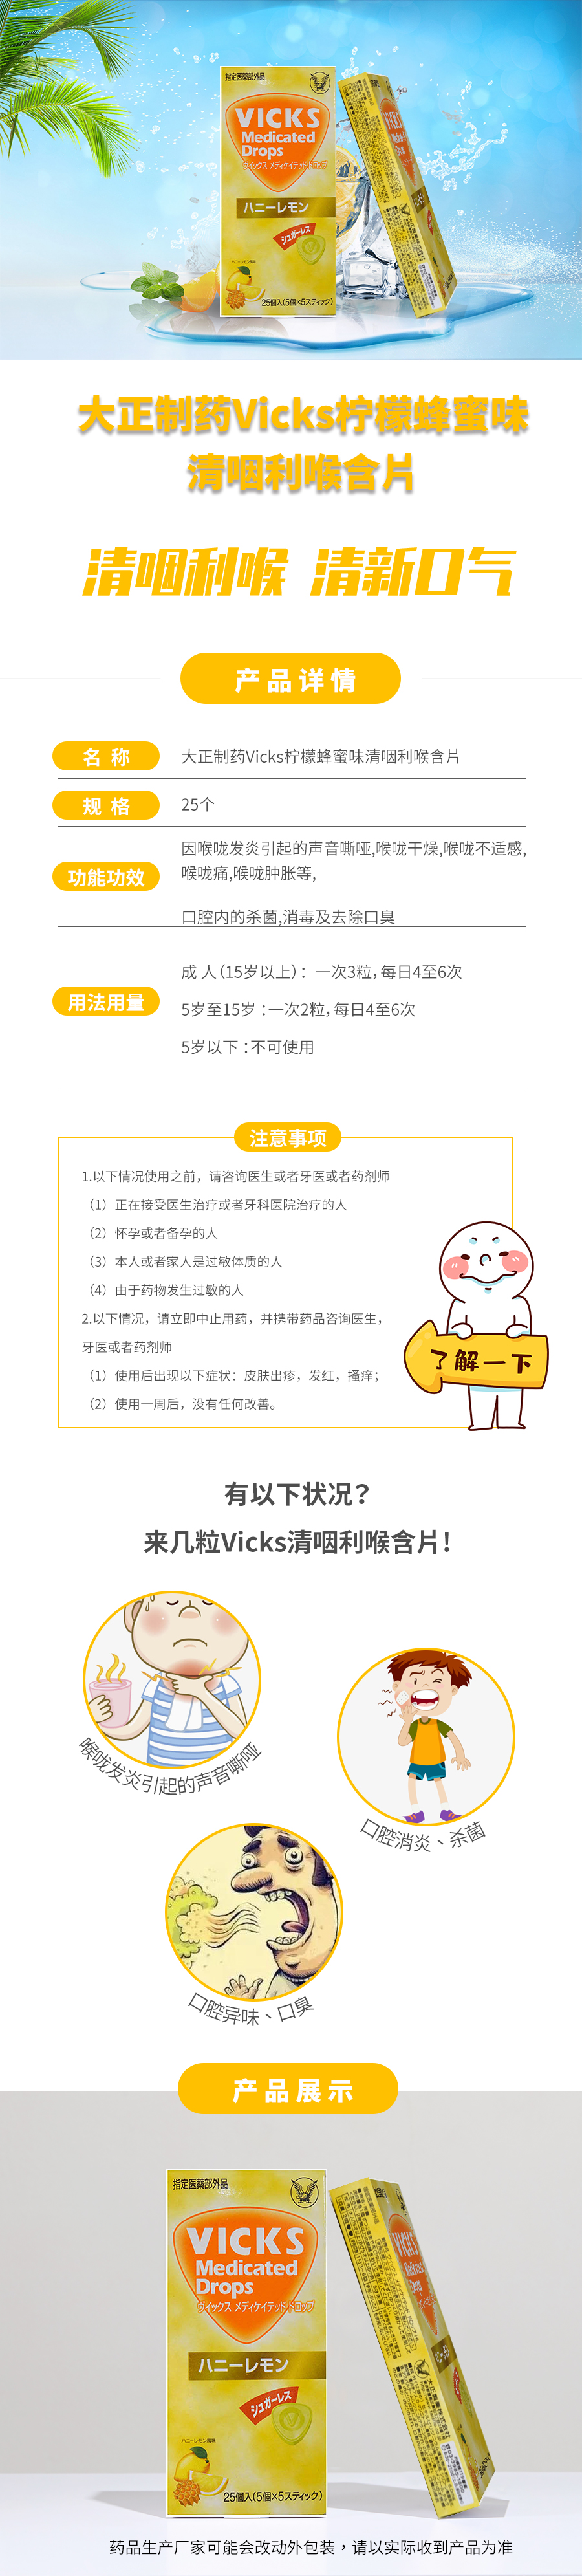 指定医薬部外品
VICKS
Medicated
Drops
ヴイックス メディケイテッド ドロップ
ハニーレモン
シュガーレス
ハニーレモン風味
25個入(5個×5スティック)
大正制药Vicks柠檬蜂蜜味
清咽利喉含片
清咽利喉 清新口气
产品详情
名 称
大正制药Vicks柠檬蜂蜜味清咽利喉含片
规 格
25个
功能功效
因喉咙发炎引起的声音嘶哑,喉咙干燥,喉咙不适感,
喉咙痛,喉咙肿胀等,
口腔内的杀菌,消毒及去除口臭
用法用量
成 人（15岁以上）：一次3粒，每日4至6次
5岁至15岁：一次2粒，每日4至6次
5岁以下：不可使用
注意事项
1.以下情况使用之前，请咨询医生或者牙医或者药剂师
（1）正在接受医生治疗或者牙科医院治疗的人
（2）怀孕或者备孕的人
（3）本人或者家人是过敏体质的人
（4）由于药物发生过敏的人
2.以下情况，请立即中止用药，并携带药品咨询医生，
牙医或者药剂师
（1）使用后出现以下症状：皮肤出疹，发红，搔痒；
（2）使用一周后，没有任何改善。
了解一下
有以下状况？
来几粒Vicks清咽利喉含片！
喉咙发炎引起的声音嘶哑
口腔消炎、杀菌
口腔异味、口臭
产品展示
指定医薬部外品
VICKS
Medicated
Drops
ヴイックス メディケイテッド ドロップ
ハニーレモン
シュガーレス
ハニーレモン風味
25個入(5個×5スティック)
VICKS
Medicated
Drops
药品生产厂家可能会改动外包装，请以实际收到产品为准